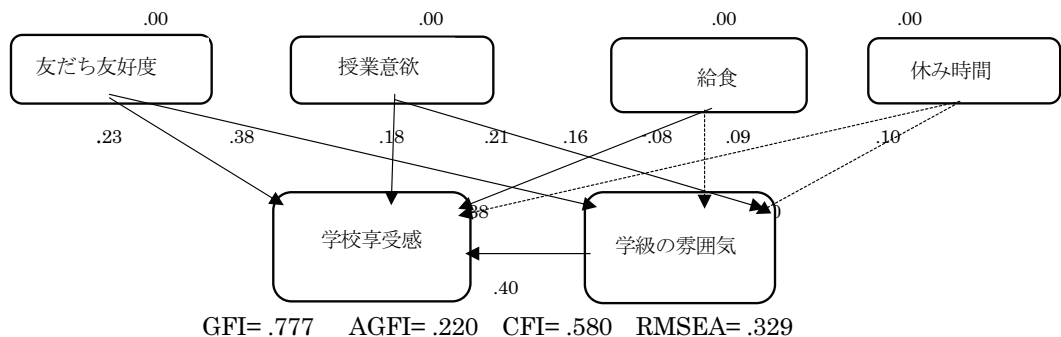 .00 .00 .00 .00
友だち友好度 授業意欲 給食 休み時間
.23 .38 .18 .21 .16 .08 .09 .10
学校享受感 学級の雰囲気
.40
GFI= .777 AGFI= .220 CFI= .580 RMSEA= .329